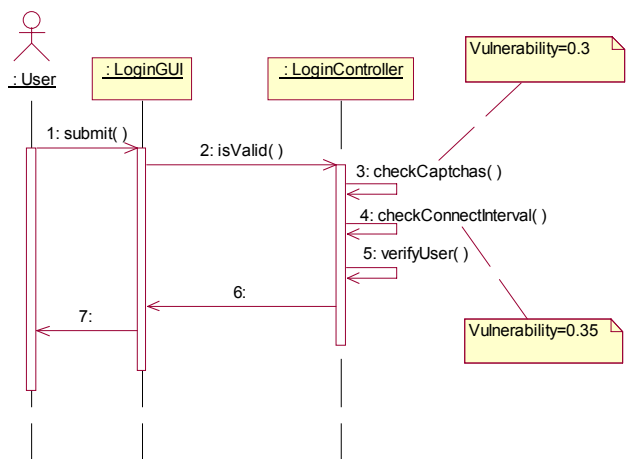 Vulnerability=0.3
: User
: LoginGUI
: LoginController
1: submit( )
2: isValid( )
3: checkCaptchas( )
4: checkConnectInterval( )
5: verifyUser( )
6:
7:
Vulnerability=0.35